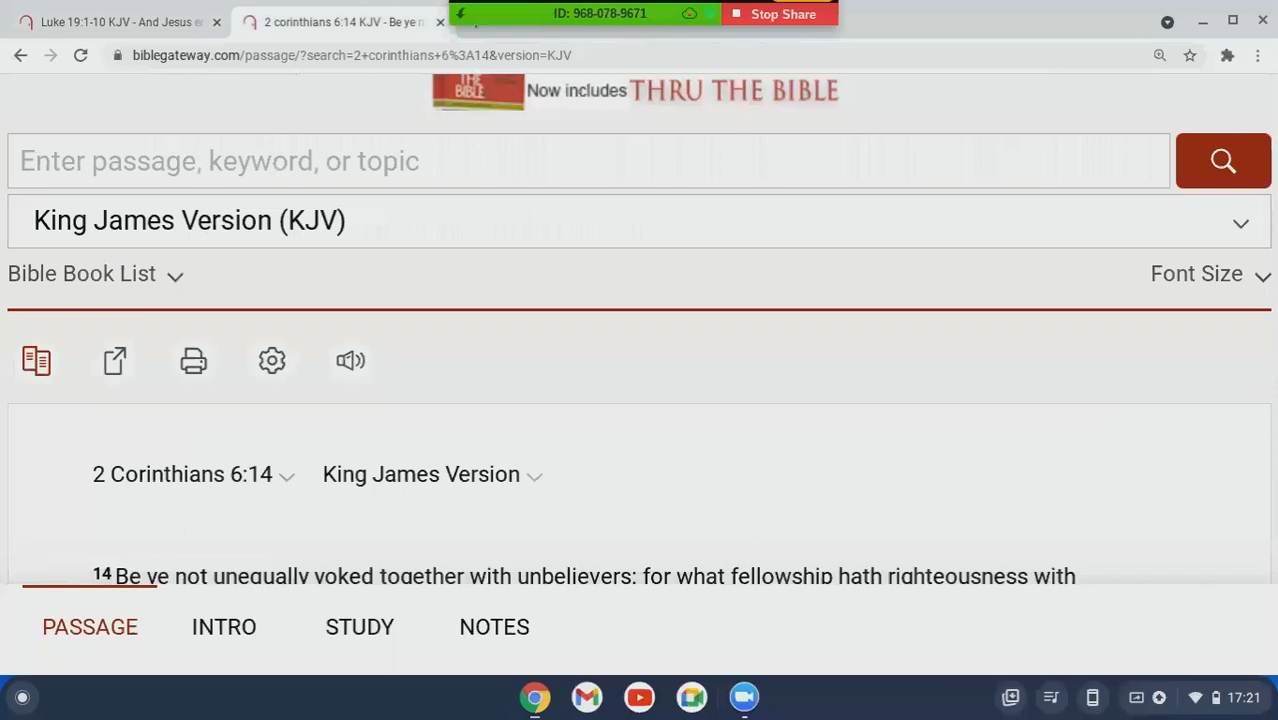 Luke 19:1-10 KJV - And Jesus e
2 corinthians 6:14 KJV - Be ye n
ID: 968-078-9671
Stop Share
biblegateway.com/passage/?search=2+corinthians+6%3A14&version=KJV
THE
BIBLE
Now includes THRU THE BIBLE
Enter passage, keyword, or topic
King James Version (KJV)
Bible Book List
Font Size
2 Corinthians 6:14
King James Version
14 Be ye not unequally yoked together with unbelievers: for what fellowship hath righteousness with
PASSAGE
INTRO
STUDY
NOTES
17:21